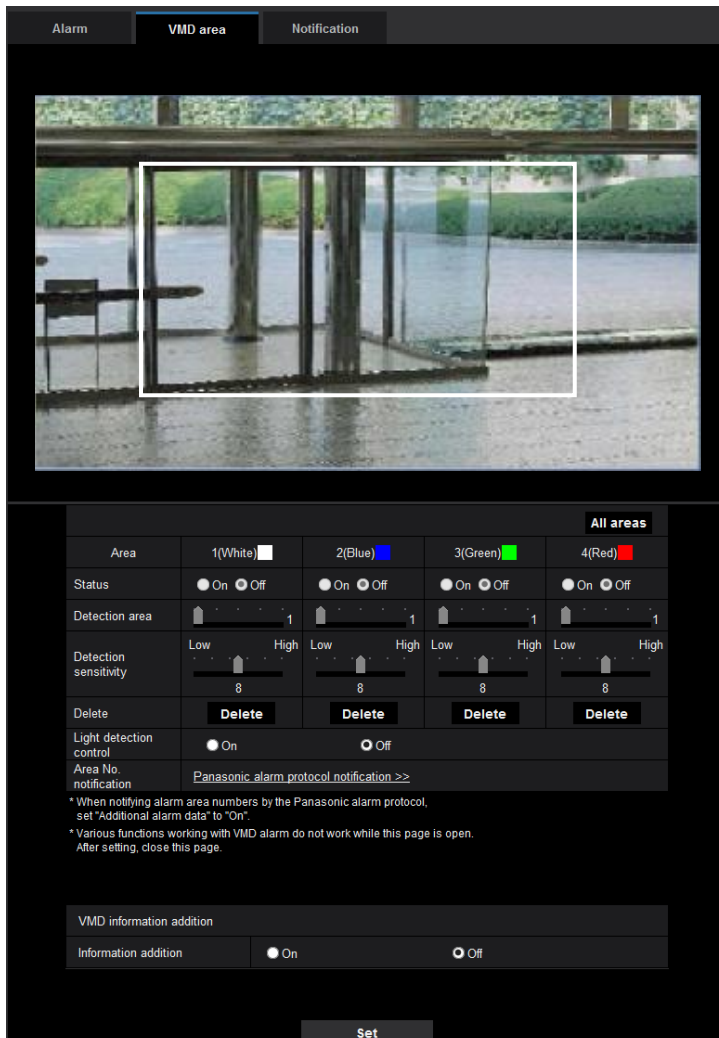 Alarm VMD area Notification
All areas
Area 1(White) 2(Blue) 3(Green) 4(Red)
Status On Off On Off On Off On Off
Detection area 1 1 1 1
Detection sensitivity Low High Low High Low High Low High
8 8 8 8
Delete Delete Delete Delete Delete
Light detection control On Off
Area No. notification Panasonic alarm protocol notification >>
* When notifying alarm area numbers by the Panasonic alarm protocol,
set "Additional alarm data" to "On".
* Various functions working with VMD alarm do not work while this page is open.
After setting, close this page.
VMD information addition
Information addition On Off
Set